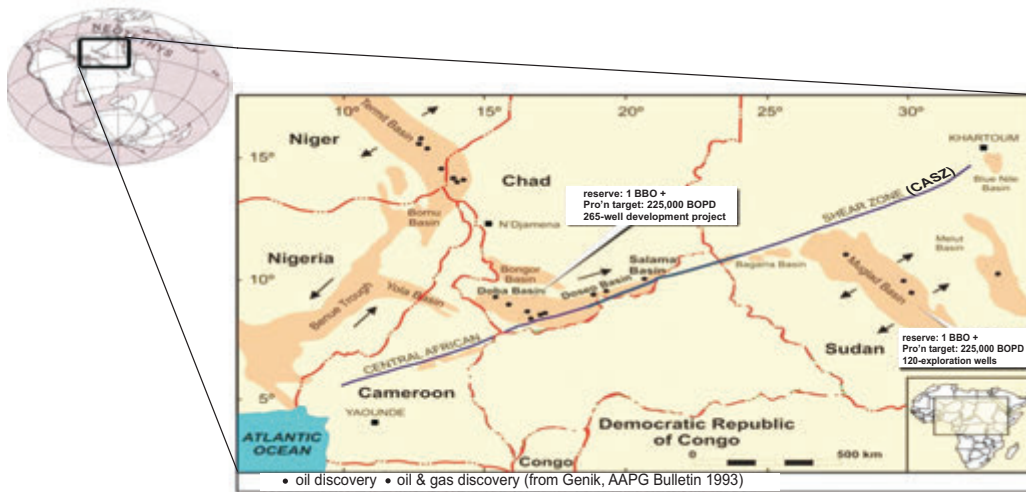 NEOTETHYS
10°
15°
20°
25°
30°
Termit Basin
Niger
KHARTOUM
15°
Chad
(CASZ)
Blue Nile
Basin
reserve: 1 BBO +
Pro'n target: 225,000 BOPD
265-well development project
SHEAR ZONE
Bornu
Basin
N'Djamena
Melut
Basin
Nigeria
Salamat
Basin
Bongor
Basin
10°
Doba Basin
Doseo Basin
Bagarra Basin
Muglad Basin
Yola Basin
Benue Trough
CENTRAL AFRICAN
Sudan
reserve: 1 BBO +
Pro'n target: 225,000 BOPD
120-exploration wells
Cameroon
5°
YAOUNDE
Democratic Republic
of Congo
ATLANTIC
OCEAN
Congo
0
500 km
• oil discovery • oil & gas discovery (from Genik, AAPG Bulletin 1993)